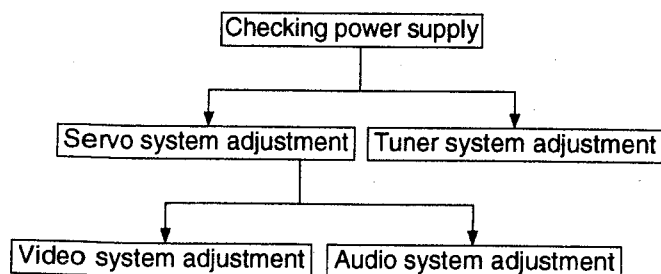 Checking power supply
Servo system adjustment
Tuner system adjustment
Video system adjustment
Audio system adjustment